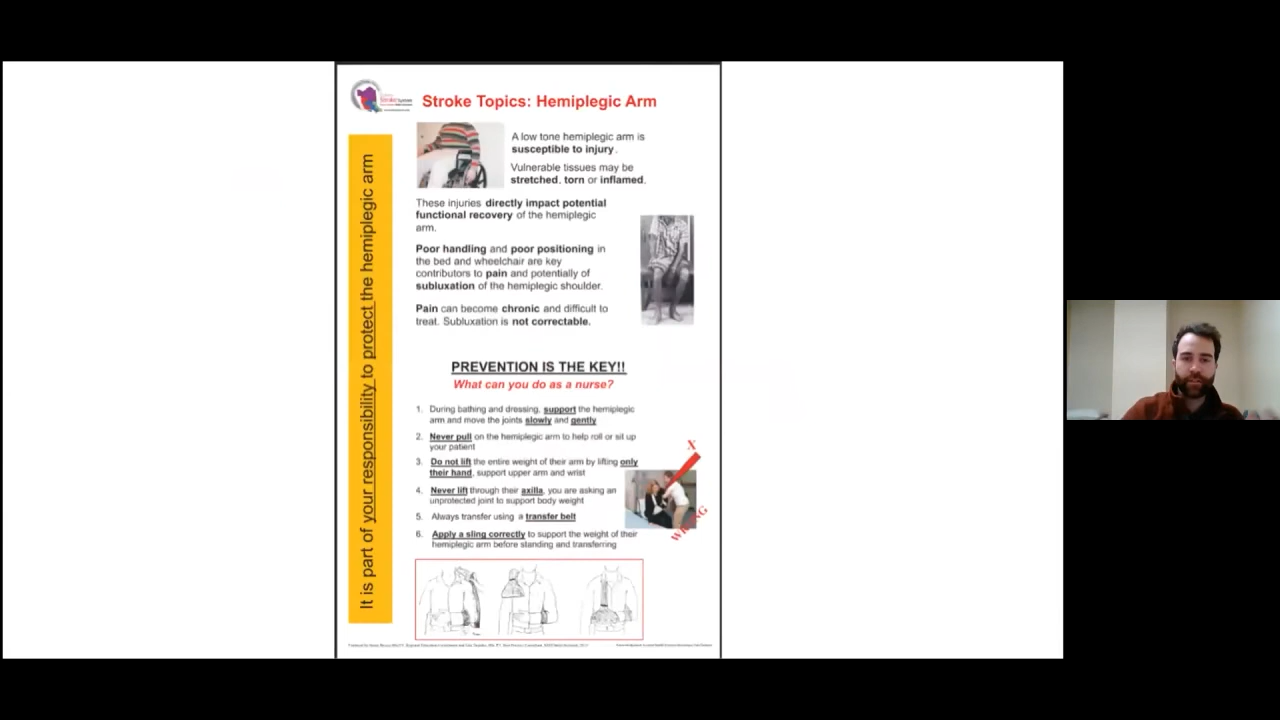 Stroke Topics: Hemiplegic Arm
It is part of your responsibility to protect the hemiplegic arm
A low tone hemiplegic arm is
susceptible to injury.
Vulnerable tissues may be
stretched, torn or inflamed.
These injuries directly impact potential
functional recovery of the hemiplegic
arm.
Poor handling and poor positioning in
the bed and wheelchair are key
contributors to pain and potentially of
subluxation of the hemiplegic shoulder.
Pain can become chronic and difficult to
treat. Subluxation is not correctable.
PREVENTION IS THE KEY!!
What can you do as a nurse?
1. During bathing and dressing, support the hemiplegic
arm and move the joints slowly and gently
2. Never pull on the hemiplegic arm to help roll or sit up
your patient
3. Do not lift the entire weight of their arm by lifting only
their hand, support upper arm and wrist
4. Never lift through their axilla, you are asking an
unprotected joint to support body weight
5. Always transfer using a transfer belt
6. Apply a sling correctly to support the weight of their
hemiplegic arm before standing and transferring
X
WRONG